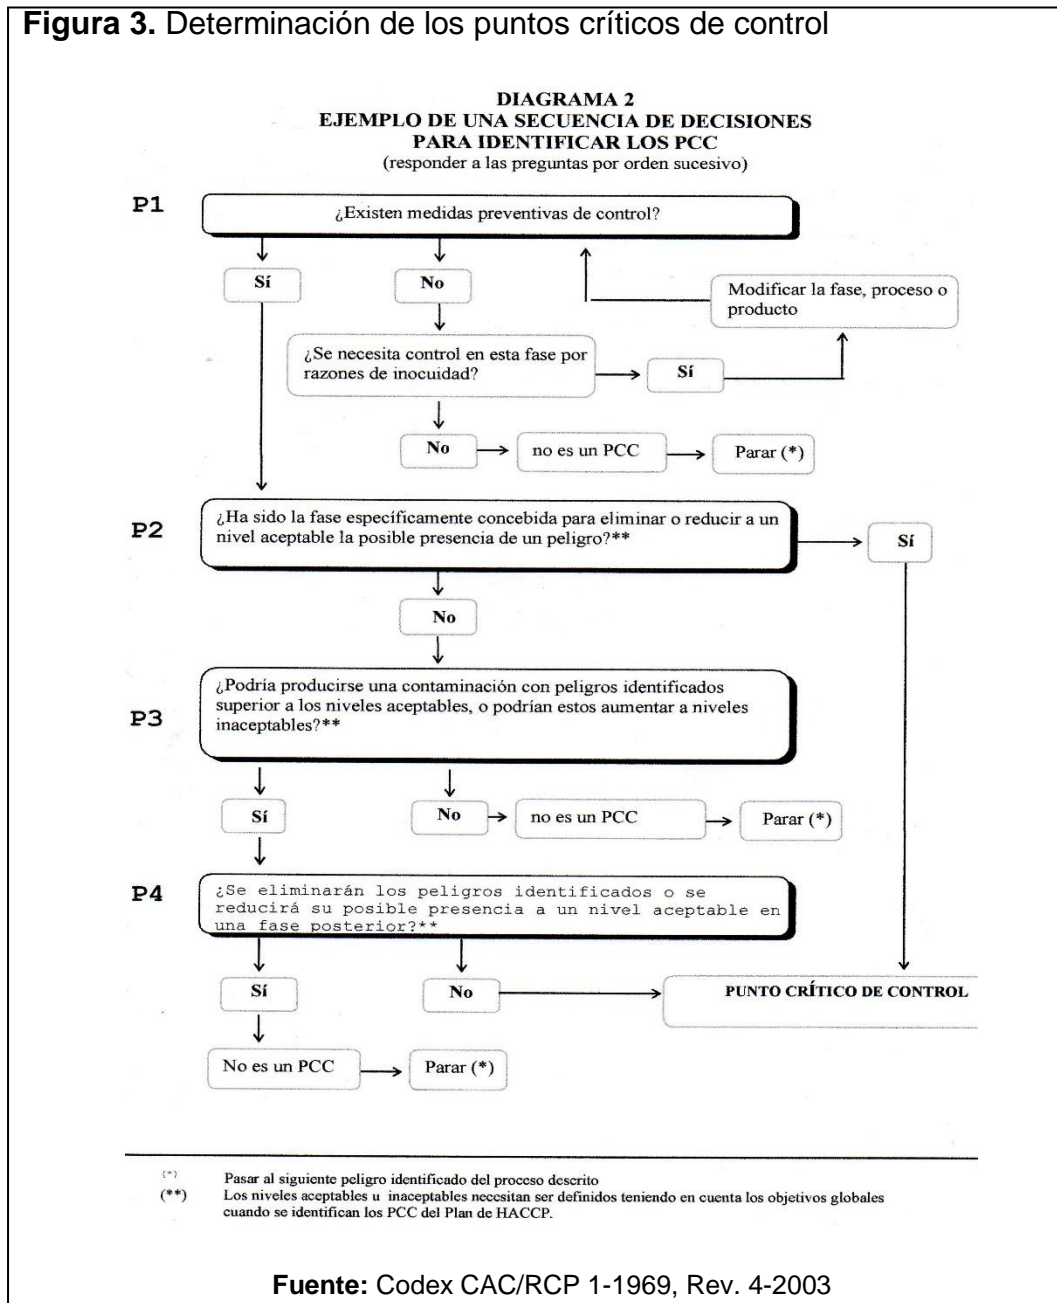 Figura 3. Determinación de los puntos críticos de control
DIAGRAMA 2
EJEMPLO DE UNA SECUENCIA DE DECISIONES
PARA IDENTIFICAR LOS PCC
(responder a las preguntas por orden sucesivo)
P1
¿Existen medidas preventivas de control?
Sí
No
Modificar la fase, proceso o
producto
¿Se necesita control en esta fase por
razones de inocuidad?
Sí
No
no es un PCC
Parar (*)
P2
¿Ha sido la fase específicamente concebida para eliminar o reducir a un
nivel aceptable la posible presencia de un peligro?**
Sí
No
P3
¿Podría producirse una contaminación con peligros identificados
superior a los niveles aceptables, o podrían estos aumentar a niveles
inaceptables?**
Sí
No
no es un PCC
Parar (*)
P4
¿Se eliminarán los peligros identificados o se
reducirá su posible presencia a un nivel aceptable en
una fase posterior?**
Sí
No
PUNTO CRÍTICO DE CONTROL
No es un PCC
Parar (*)
(*) Pasar al siguiente peligro identificado del proceso descrito
(**) Los niveles aceptables u inaceptables necesitan ser definidos teniendo en cuenta los objetivos globales
cuando se identifican los PCC del Plan de HACCP.
Fuente: Codex CAC/RCP 1-1969, Rev. 4-2003